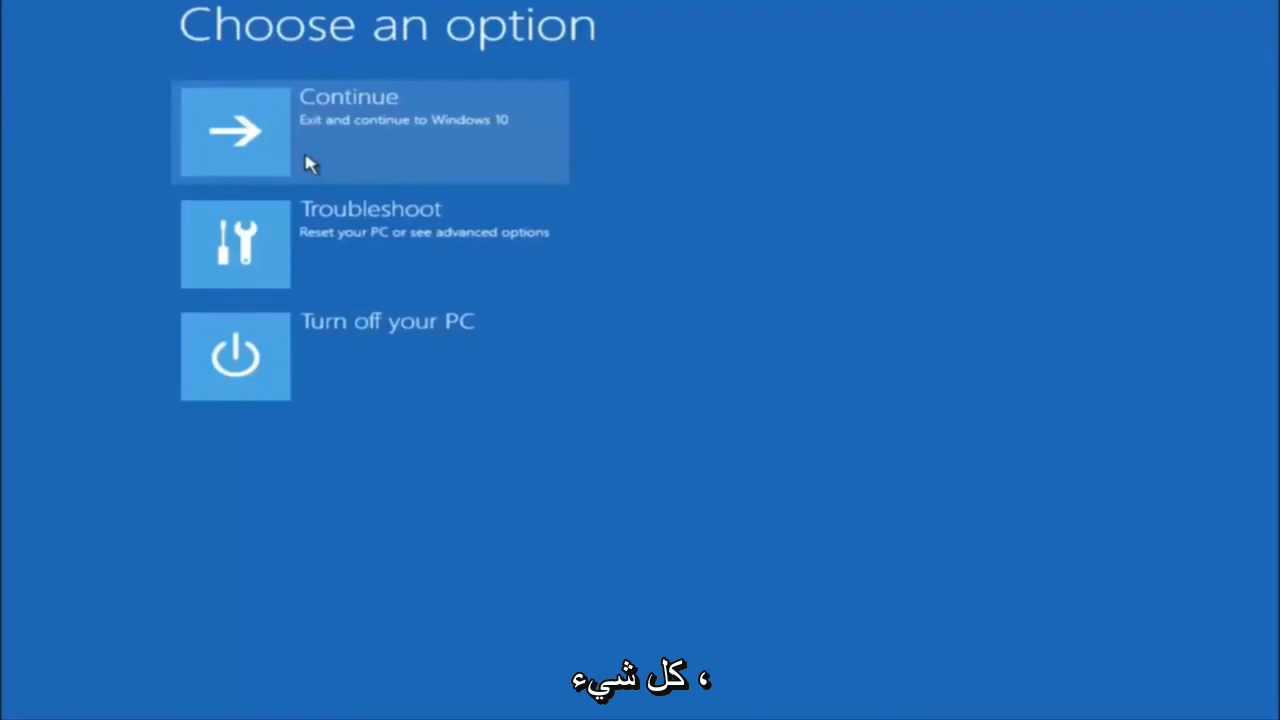 Choose an option
Continue
Exit and continue to Windows 10
Troubleshoot
Reset your PC or see advanced options
Turn off your PC
، كل شيء